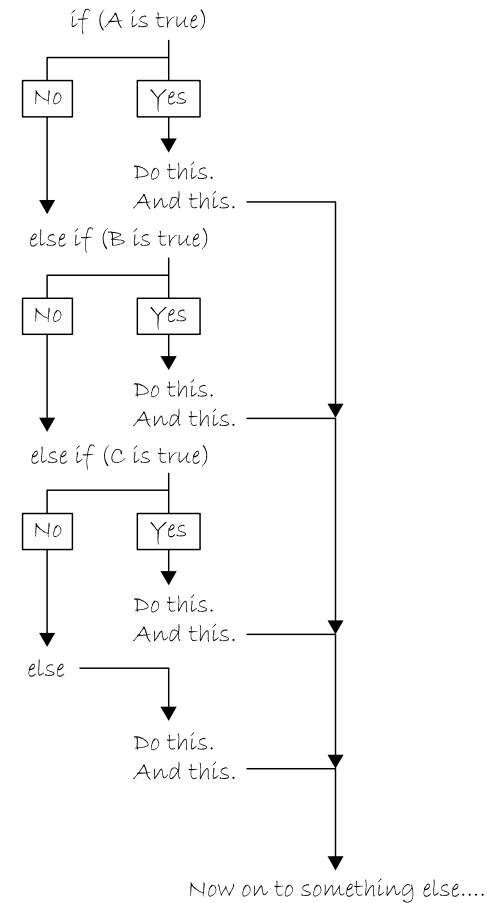 if (A is true)
No
Yes
Do this.
And this.
else if (B is true)
No
Yes
Do this.
And this.
else if (C is true)
No
Yes
Do this.
And this.
else
Do this.
And this.
Now on to something else....